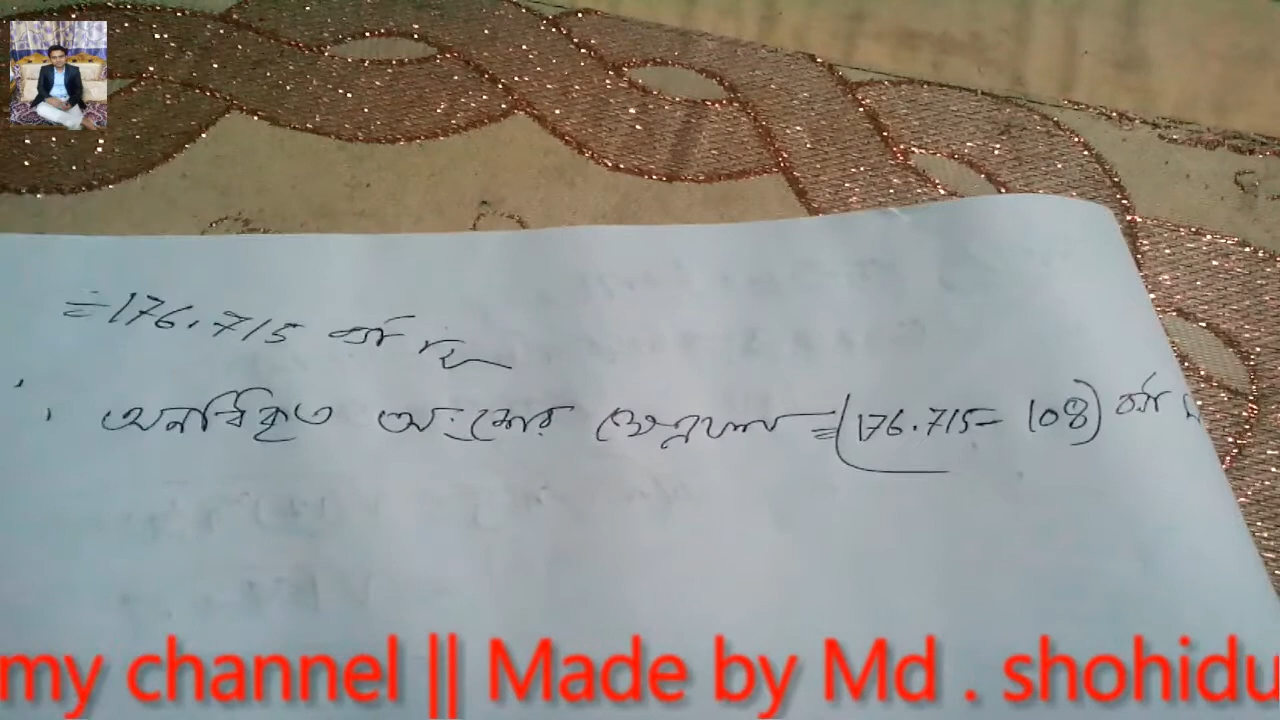 =176.715 বর্গ মি
∴ অনধিকৃত অংশের ক্ষেত্রফল =(176.715- 108) বর্গ
my channel || Made by Md . shohidu